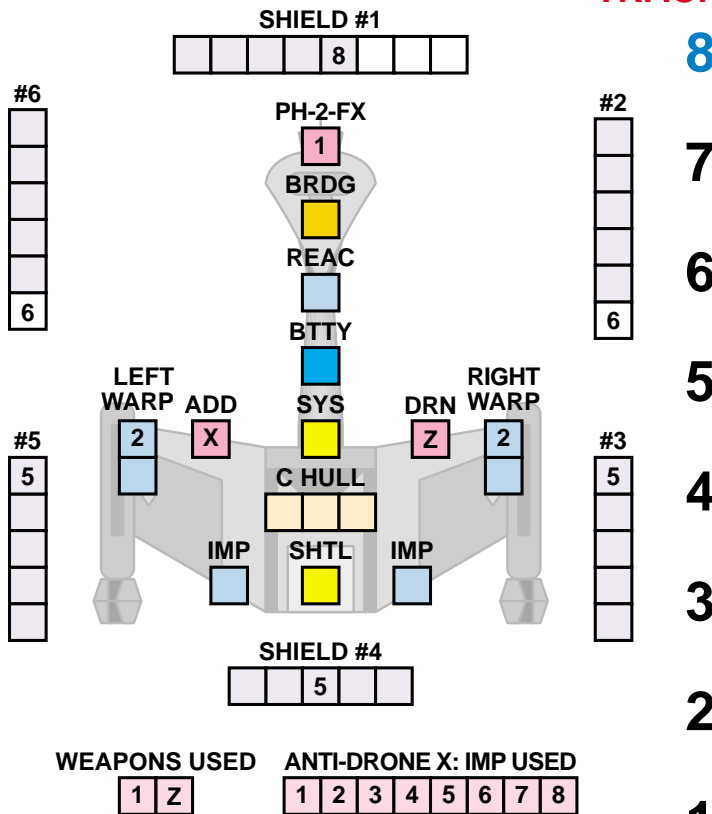 SHIELD #1
8
#6
6
#2
6
PH-2-FX
1
BRDG
REAC
BTTY
LEFT WARP
2
ADD
X
SYS
DRN
Z
RIGHT WARP
2
#5
5
#3
5
C HULL
IMP
SHTL
IMP
SHIELD #4
5
WEAPONS USED
1 Z
ANTI-DRONE X: IMP USED
1 2 3 4 5 6 7 8
8
7
6
5
4
3
2
1